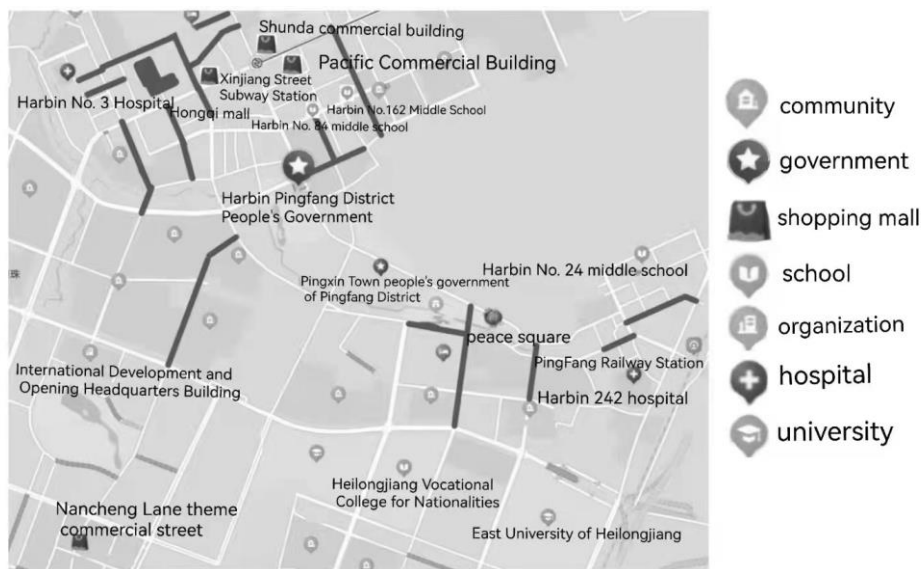 Shunda commercial building
Pacific Commercial Building
Xinjiang Street
Subway Station
Harbin No. 3 Hospital
Hongqi mall
Harbin No.162 Middle School
Harbin No. 84 middle school
Harbin Pingfang District
People's Government
Harbin No. 24 middle school
Pingxin Town people's government
of Pingfang District
peace square
PingFang Railway Station
International Development and
Opening Headquarters Building
Harbin 242 hospital
Heilongjiang Vocational
College for Nationalities
Nancheng Lane theme
commercial street
East University of Heilongjiang
community
government
shopping mall
school
organization
hospital
university